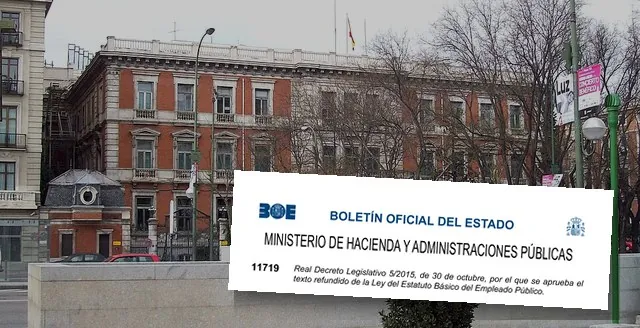 BOE
BOLETÍN OFICIAL DEL ESTADO
MINISTERIO DE HACIENDA Y ADMINISTRACIONES PÚBLICAS
11719 Real Decreto Legislativo 5/2015, de 30 de octubre, por el que se aprueba el
texto refundido de la Ley del Estatuto Básico del Empleado Público.
Luz